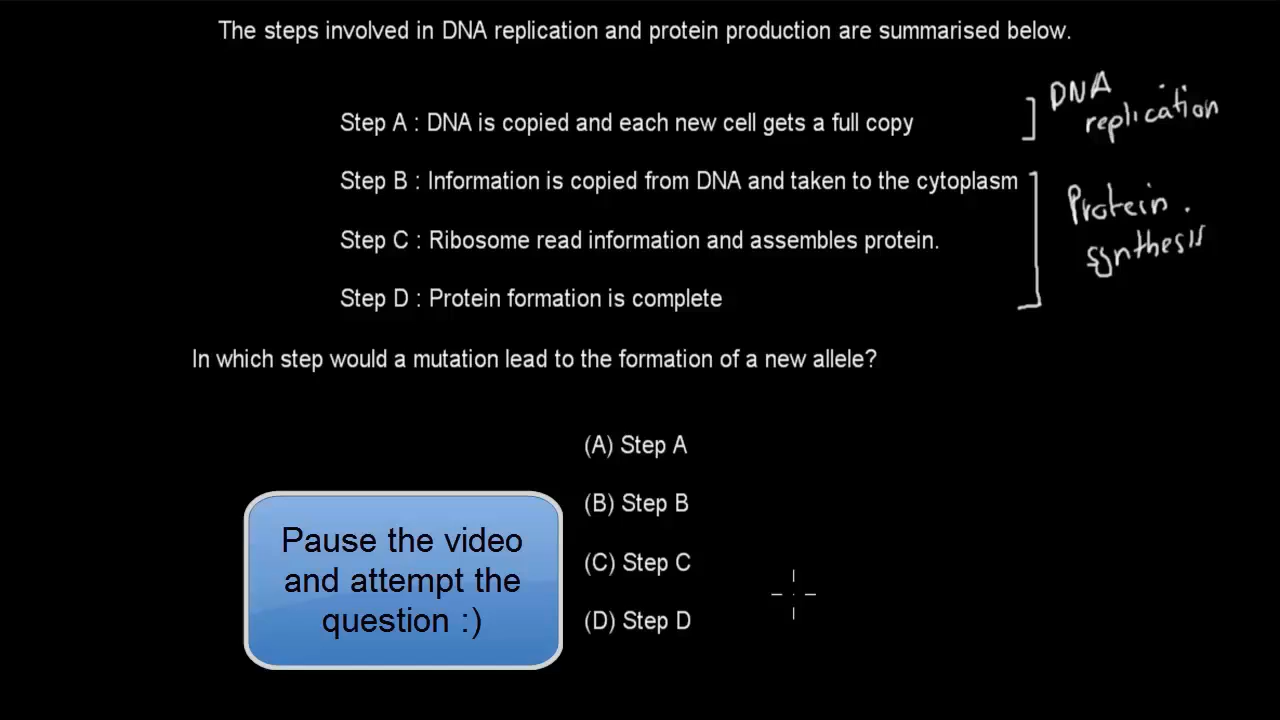 The steps involved in DNA replication and protein production are summarised below.
Step A : DNA is copied and each new cell gets a full copy
DNA
replication
Step B : Information is copied from DNA and taken to the cytoplasm
Protein .
synthesis
Step C : Ribosome read information and assembles protein.
Step D : Protein formation is complete
In which step would a mutation lead to the formation of a new allele?
(A) Step A
(B) Step B
(C) Step C
(D) Step D
Pause the video
and attempt the
question :)